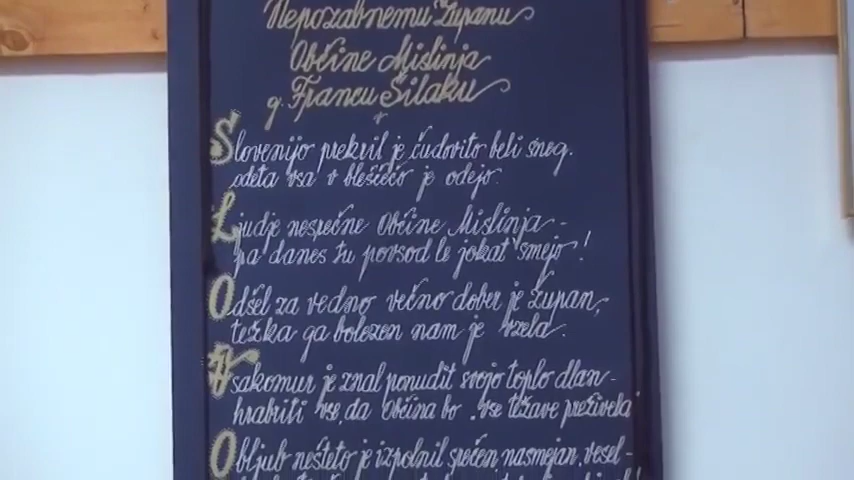 Nepozabnemu Županu
Občine Mislinja
g. Francu Šilaku
Slovenijo prekril je čudovito beli sneg.
odeta vsa v bleščečo je odejo.
Ljudje nesrečne Občine Mislinja -
pa danes tu povsod le jokat' smejo!
Odšel za vedno večno dober je župan,
težka ga bolezen nam je vzela.
Vsakomur je znal ponudit svojo toplo dlan -
hrabriti vse, da Občina bo vse težave preživela
Obljub nešteto je izpolnil srečen, nasmejan, vesel -